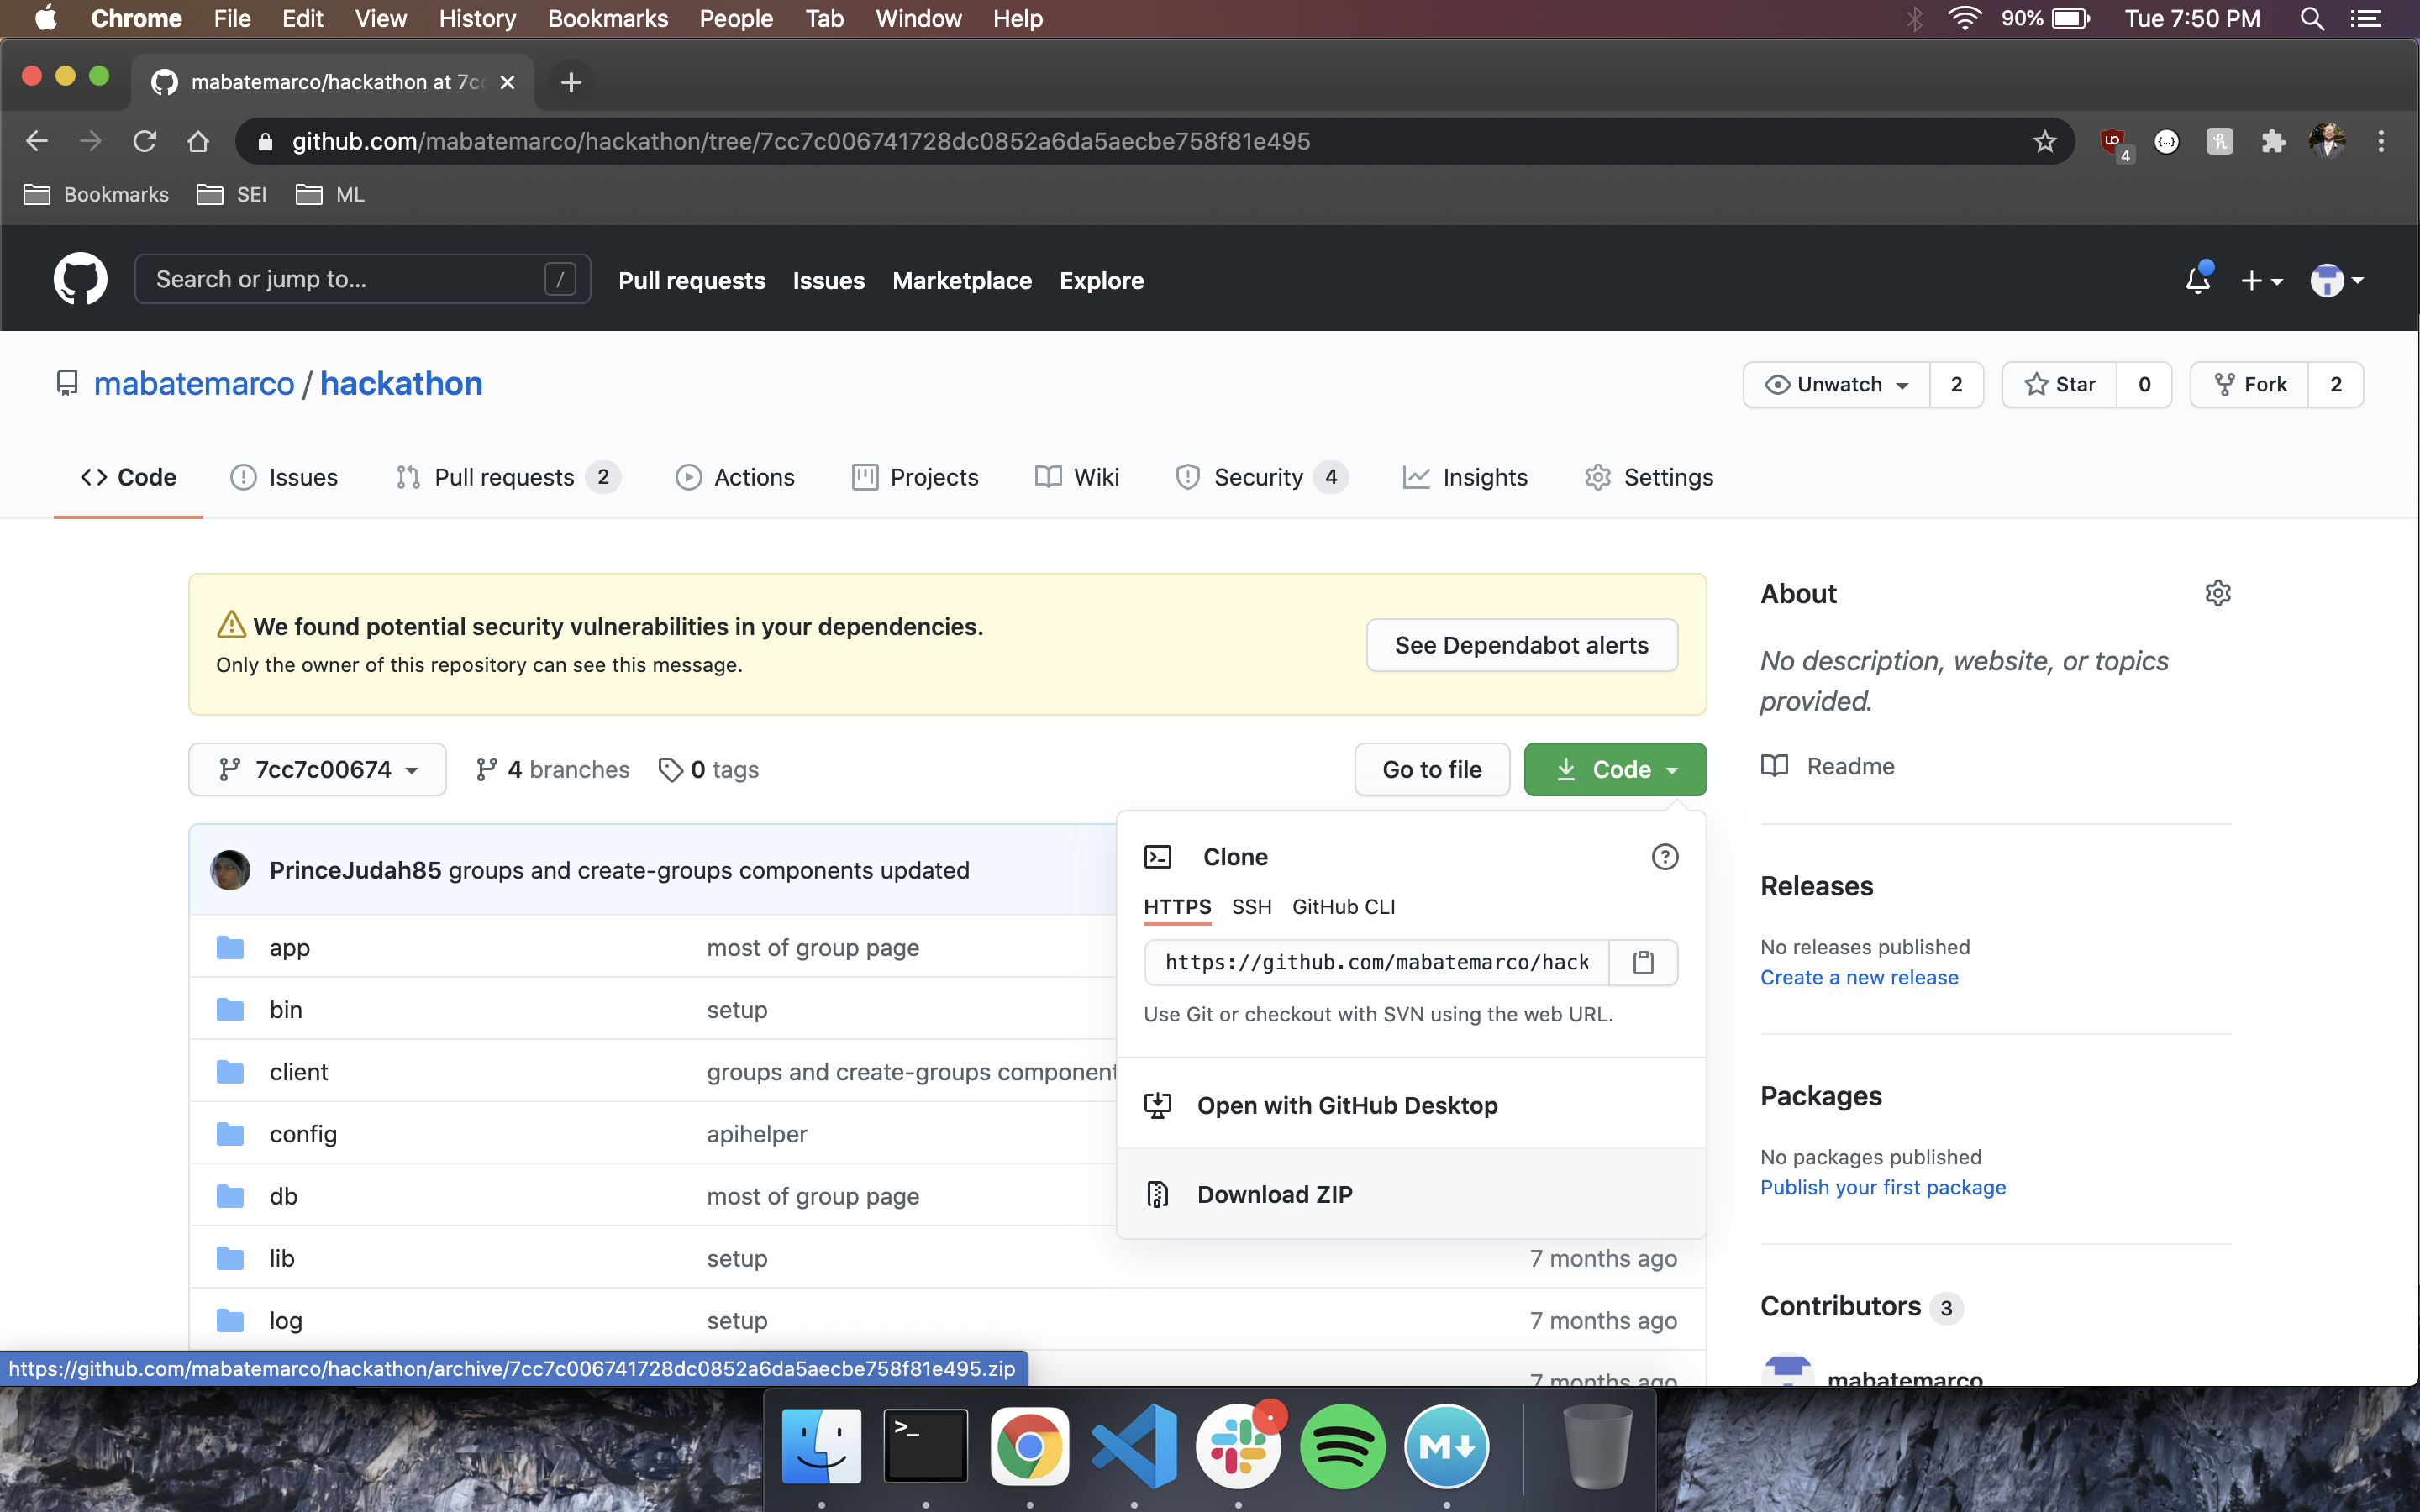 Chrome File Edit View History Bookmarks People Tab Window Help 90% Tue 7:50 PM
mabatemarco/hackathon at 7cc
github.com/mabatemarco/hackathon/tree/7cc7c006741728dc0852a6da5aecbe758f81e495 4
Bookmarks SEI ML
Search or jump to... / Pull requests Issues Marketplace Explore
mabatemarco / hackathon Unwatch 2 Star 0 Fork 2
Code Issues Pull requests 2 Actions Projects Wiki Security 4 Insights Settings
We found potential security vulnerabilities in your dependencies.
Only the owner of this repository can see this message.
See Dependabot alerts
7cc7c00674 4 branches 0 tags Go to file Code
PrinceJudah85 groups and create-groups components updated
app most of group page
bin setup
client groups and create-groups component
config apihelper
db most of group page
lib setup 7 months ago
log setup 7 months ago
7 months ago
Clone
HTTPS SSH GitHub CLI
https://github.com/mabatemarco/hack
Use Git or checkout with SVN using the web URL.
Open with GitHub Desktop
Download ZIP
About
No description, website, or topics
provided.
Readme
Releases
No releases published
Create a new release
Packages
No packages published
Publish your first package
Contributors 3
mabatemarco
https://github.com/mabatemarco/hackathon/archive/7cc7c006741728dc0852a6da5aecbe758f81e495.zip
>_
M